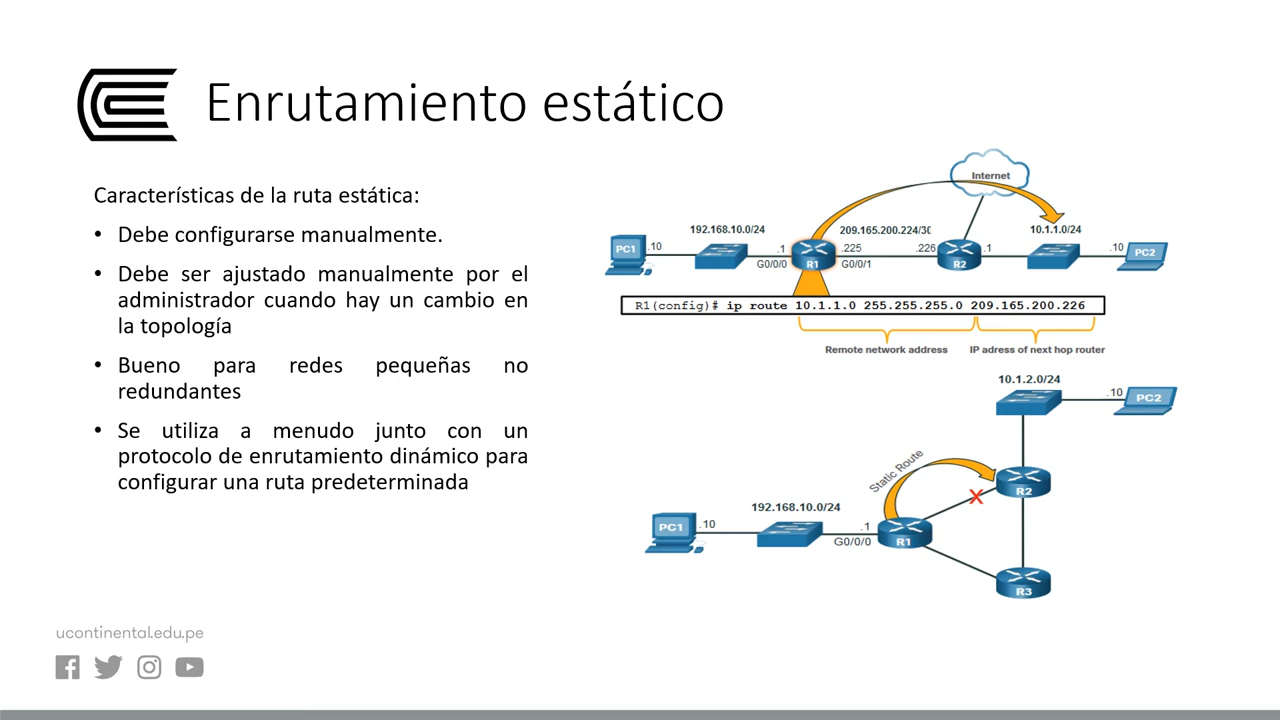 Enrutamiento estático
Características de la ruta estática:
• Debe configurarse manualmente.
• Debe ser ajustado manualmente por el
administrador cuando hay un cambio en
la topología
• Bueno para redes pequeñas no
redundantes
• Se utiliza a menudo junto con un
protocolo de enrutamiento dinámico para
configurar una ruta predeterminada
Internet
192.168.10.0/24
209.165.200.224/30
10.1.1.0/24
PC1
.10
.1
G0/0/0
R1
.225
G0/0/1
.226
R2
.1
.10
PC2
R1(config)# ip route 10.1.1.0 255.255.255.0 209.165.200.226
Remote network address
IP adress of next hop router
10.1.2.0/24
.10
PC2
Static Route
R2
X
192.168.10.0/24
PC1
.10
.1
G0/0/0
R1
R3
ucontinental.edu.pe